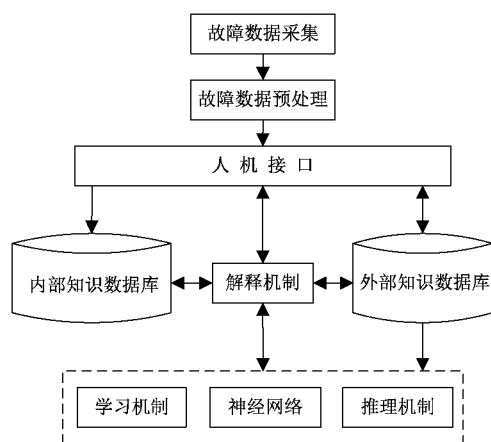 故障数据采集
故障数据预处理
人机接口
内部知识数据库
解释机制
外部知识数据库
学习机制
神经网络
推理机制